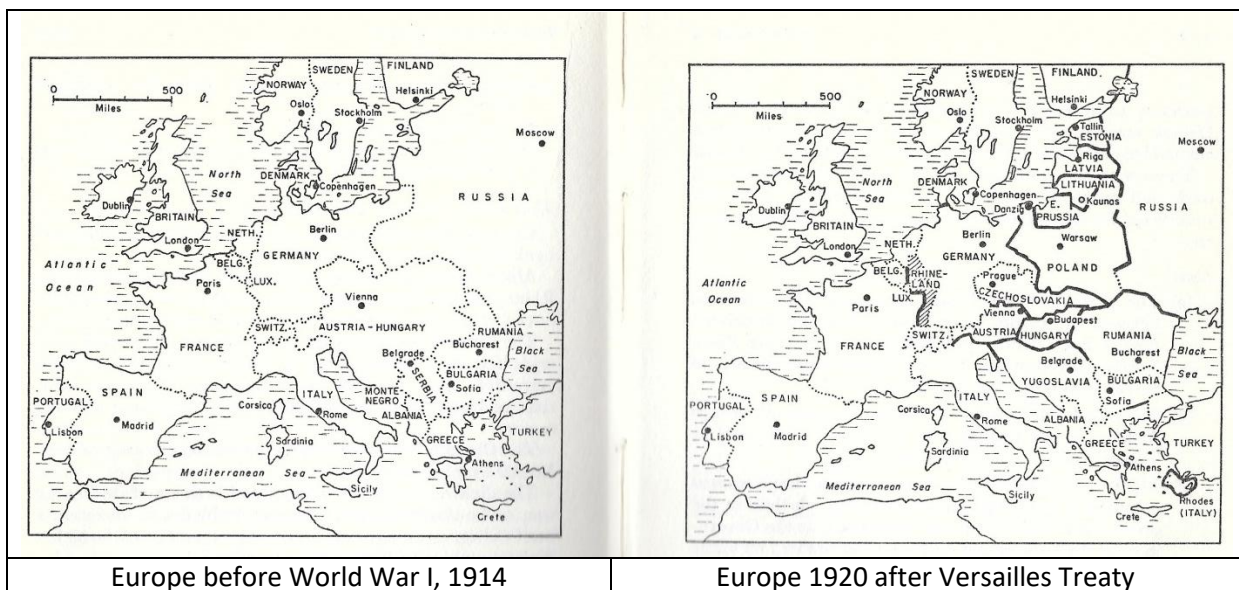 NORWAY
SWEDEN
FINLAND
Helsinki
0 500
Miles
Oslo
Stockholm
Moscow
North
Sea
DENMARK
Copenhagen
RUSSIA
Dublin
BRITAIN
London
NETH.
Berlin
GERMANY
BELG.
LUX.
Atlantic
Ocean
Paris
Vienna
SWITZ.
AUSTRIA-HUNGARY
RUMANIA
Bucharest
Black
Sea
FRANCE
Belgrade
SERBIA
BULGARIA
Sofia
MONTE-
NEGRO
ITALY
Corsica
Rome
ALBANIA
SPAIN
PORTUGAL
Lisbon
Madrid
Sardinia
GREECE
TURKEY
Athens
Mediterranean Sea
Sicily
Crete
Europe before World War I, 1914
NORWAY
SWEDEN
FINLAND
Helsinki
0 500
Miles
Oslo
Stockholm
Tallin
ESTONIA
Moscow
Riga
LATVIA
North
Sea
DENMARK
Copenhagen
LITHUANIA
Kaunas
Danzig
E.
PRUSSIA
RUSSIA
Dublin
BRITAIN
London
NETH.
Berlin
GERMANY
Warsaw
POLAND
BELG.
RHINE-
LAND
LUX.
Prague
CZECHOSLOVAKIA
Atlantic
Ocean
Paris
Vienna
Budapest
SWITZ.
AUSTRIA
HUNGARY
RUMANIA
Bucharest
Black
Sea
FRANCE
Belgrade
YUGOSLAVIA
BULGARIA
Sofia
ITALY
Corsica
Rome
ALBANIA
SPAIN
PORTUGAL
Lisbon
Madrid
Sardinia
GREECE
TURKEY
Athens
Mediterranean Sea
Sicily
Crete
Rhodes
(ITALY)
Europe 1920 after Versailles Treaty